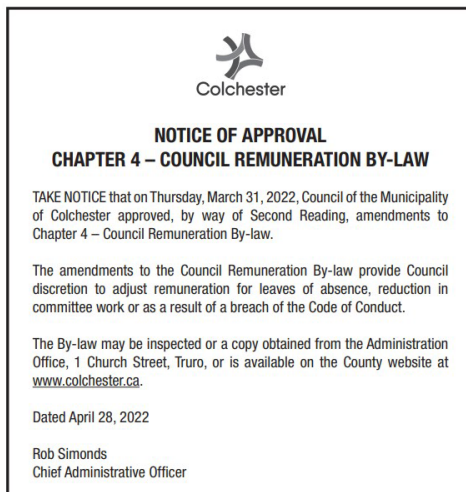 Colchester
NOTICE OF APPROVAL
CHAPTER 4 – COUNCIL REMUNERATION BY-LAW
TAKE NOTICE that on Thursday, March 31, 2022, Council of the Municipality
of Colchester approved, by way of Second Reading, amendments to
Chapter 4 – Council Remuneration By-law.
The amendments to the Council Remuneration By-law provide Council
discretion to adjust remuneration for leaves of absence, reduction in
committee work or as a result of a breach of the Code of Conduct.
The By-law may be inspected or a copy obtained from the Administration
Office, 1 Church Street, Truro, or is available on the County website at
www.colchester.ca.
Dated April 28, 2022
Rob Simonds
Chief Administrative Officer